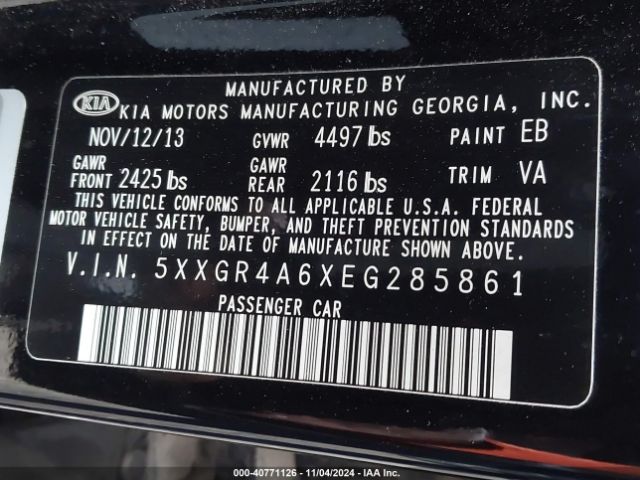 MANUFACTURED BY
KIA KIA MOTORS MANUFACTURING GEORGIA, INC.
NOV/12/13 GVWR 4497 lbs PAINT EB
GAWR FRONT 2425 lbs GAWR REAR 2116 lbs TRIM VA
THIS VEHICLE CONFORMS TO ALL APPLICABLE U.S.A. FEDERAL
MOTOR VEHICLE SAFETY, BUMPER, AND THEFT PREVENTION STANDARDS
IN EFFECT ON THE DATE OF MANUFACTURE SHOWN ABOVE.
V.I.N. 5XXGR4A6XEG285861
PASSENGER CAR
000-40771126 - 11/04/2024 - IAA Inc.